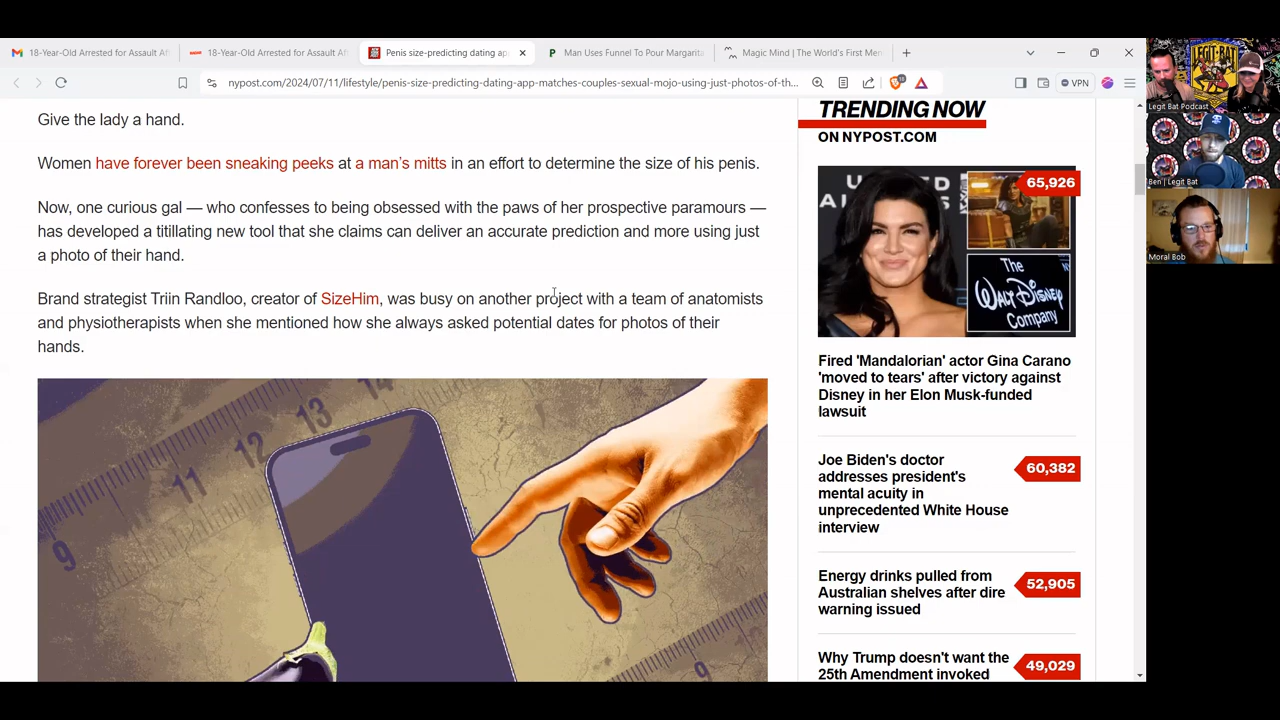 18-Year-Old Arrested for Assault Af
18-Year-Old Arrested for Assault Af
Penis size-predicting dating ap
Man Uses Funnel To Pour Margarita
Magic Mind | The World's First Men
nypost.com/2024/07/11/lifestyle/penis-size-predicting-dating-app-matches-couples-sexual-mojo-using-just-photos-of-th...
VPN
Give the lady a hand.
Women have forever been sneaking peeks at a man's mitts in an effort to determine the size of his penis.
Now, one curious gal — who confesses to being obsessed with the paws of her prospective paramours —
has developed a titillating new tool that she claims can deliver an accurate prediction and more using just
a photo of their hand.
Brand strategist Triin Randloo, creator of SizeHim, was busy on another project with a team of anatomists
and physiotherapists when she mentioned how she always asked potential dates for photos of their
hands.
9
11
12
13
14
9
TRENDING NOW
ON NYPOST.COM
65,926
The
WALT DISNEY
Company
Fired 'Mandalorian' actor Gina Carano
'moved to tears' after victory against
Disney in her Elon Musk-funded
lawsuit
Joe Biden's doctor
addresses president's
mental acuity in
unprecedented White House
interview
60,382
Energy drinks pulled from
Australian shelves after dire
warning issued
52,905
Why Trump doesn't want the
25th Amendment invoked
49,029
LEGIT BAT
Legit Bat Podcast
Ben | Legit Bat
Moral Bob